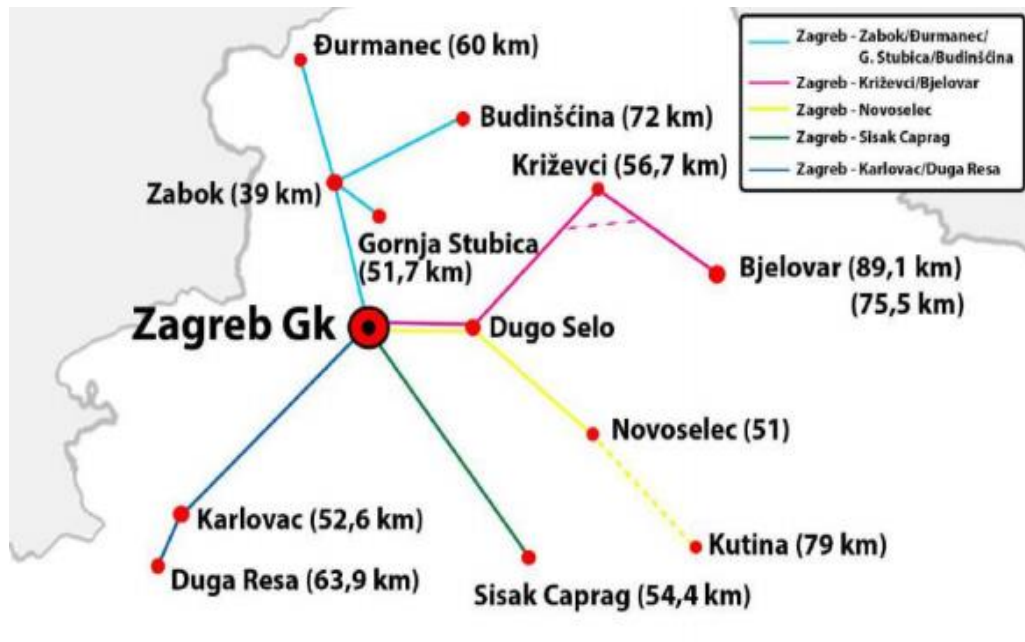 Đurmanec (60 km)
Zagreb - Zabok/Đurmanec/
G. Stubica/Budinšćina
Zagreb - Križevci/Bjelovar
Zagreb - Novoselec
Zagreb - Sisak Caprag
Zagreb - Karlovac/Duga Resa
Budinšćina (72 km)
Križevci (56,7 km)
Zabok (39 km)
Gornja Stubica
(51,7 km)
Bjelovar (89,1 km)
(75,5 km)
Zagreb Gk
Dugo Selo
Novoselec (51)
Karlovac (52,6 km)
Kutina (79 km)
Duga Resa (63,9 km)
Sisak Caprag (54,4 km)